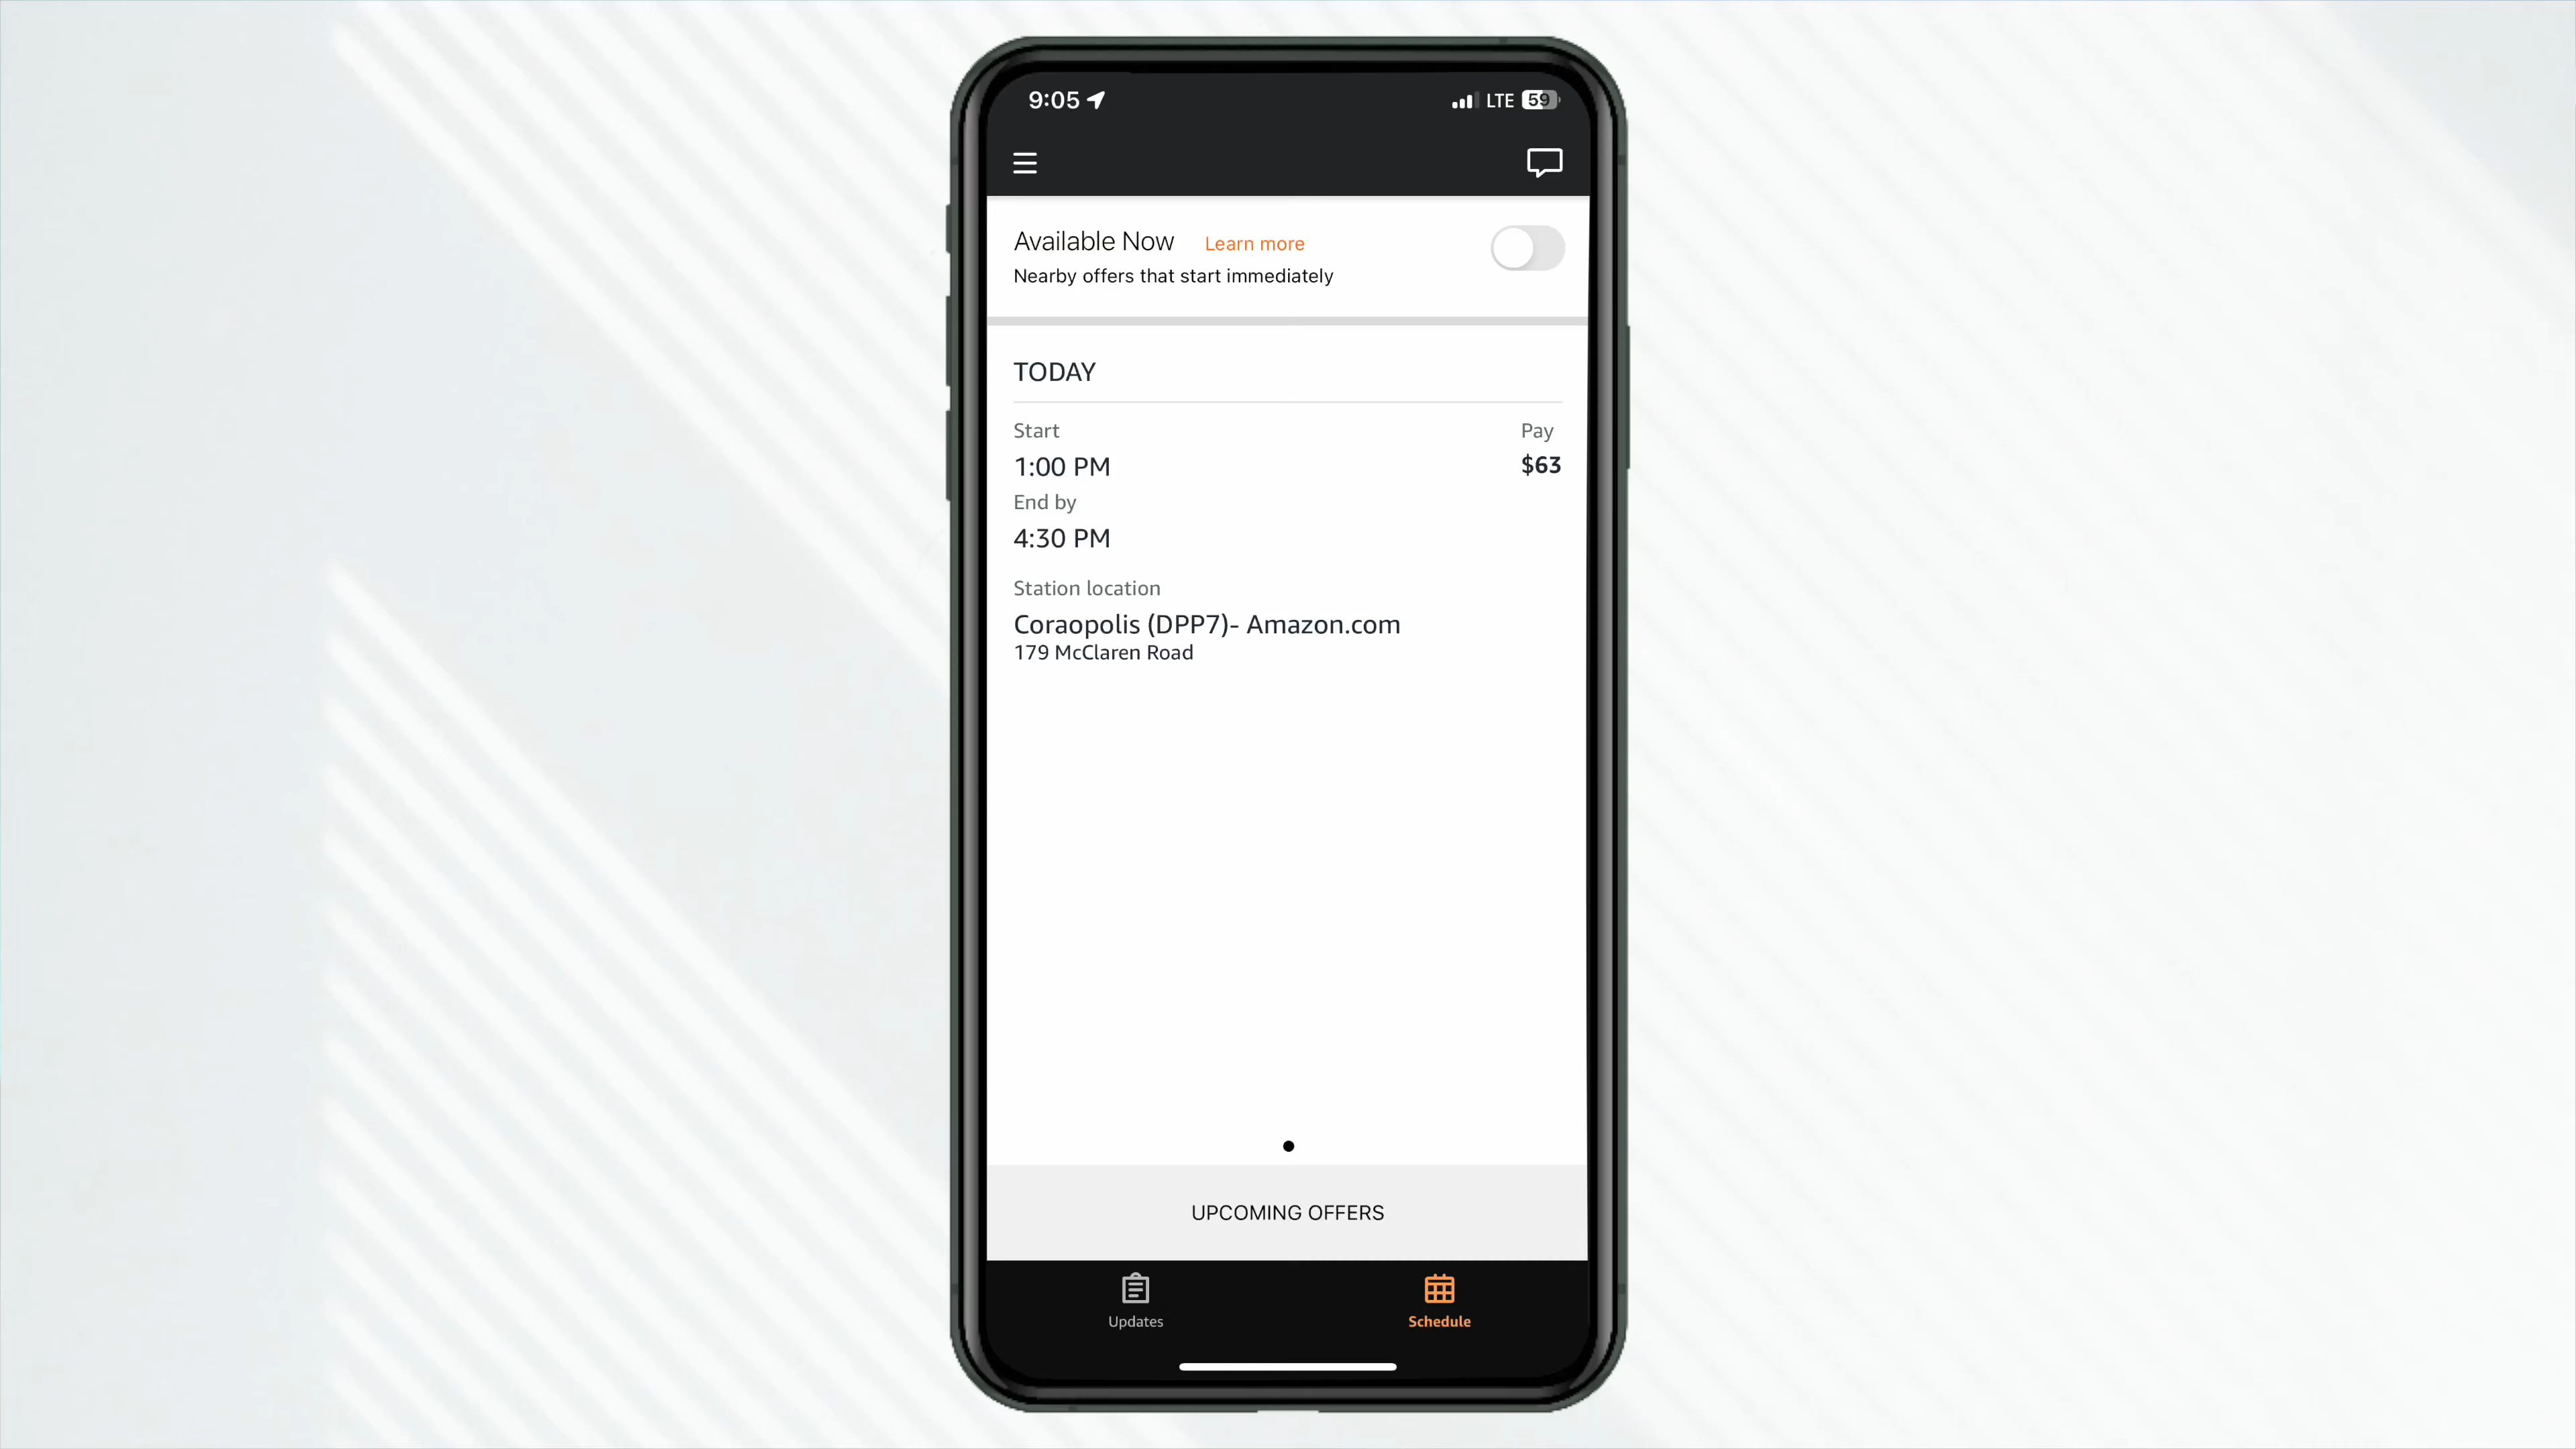 9:05
LTE 59
Available Now Learn more
Nearby offers that start immediately
TODAY
Start Pay
1:00 PM $63
End by
4:30 PM
Station location
Coraopolis (DPP7)- Amazon.com
179 McClaren Road
UPCOMING OFFERS
Updates Schedule